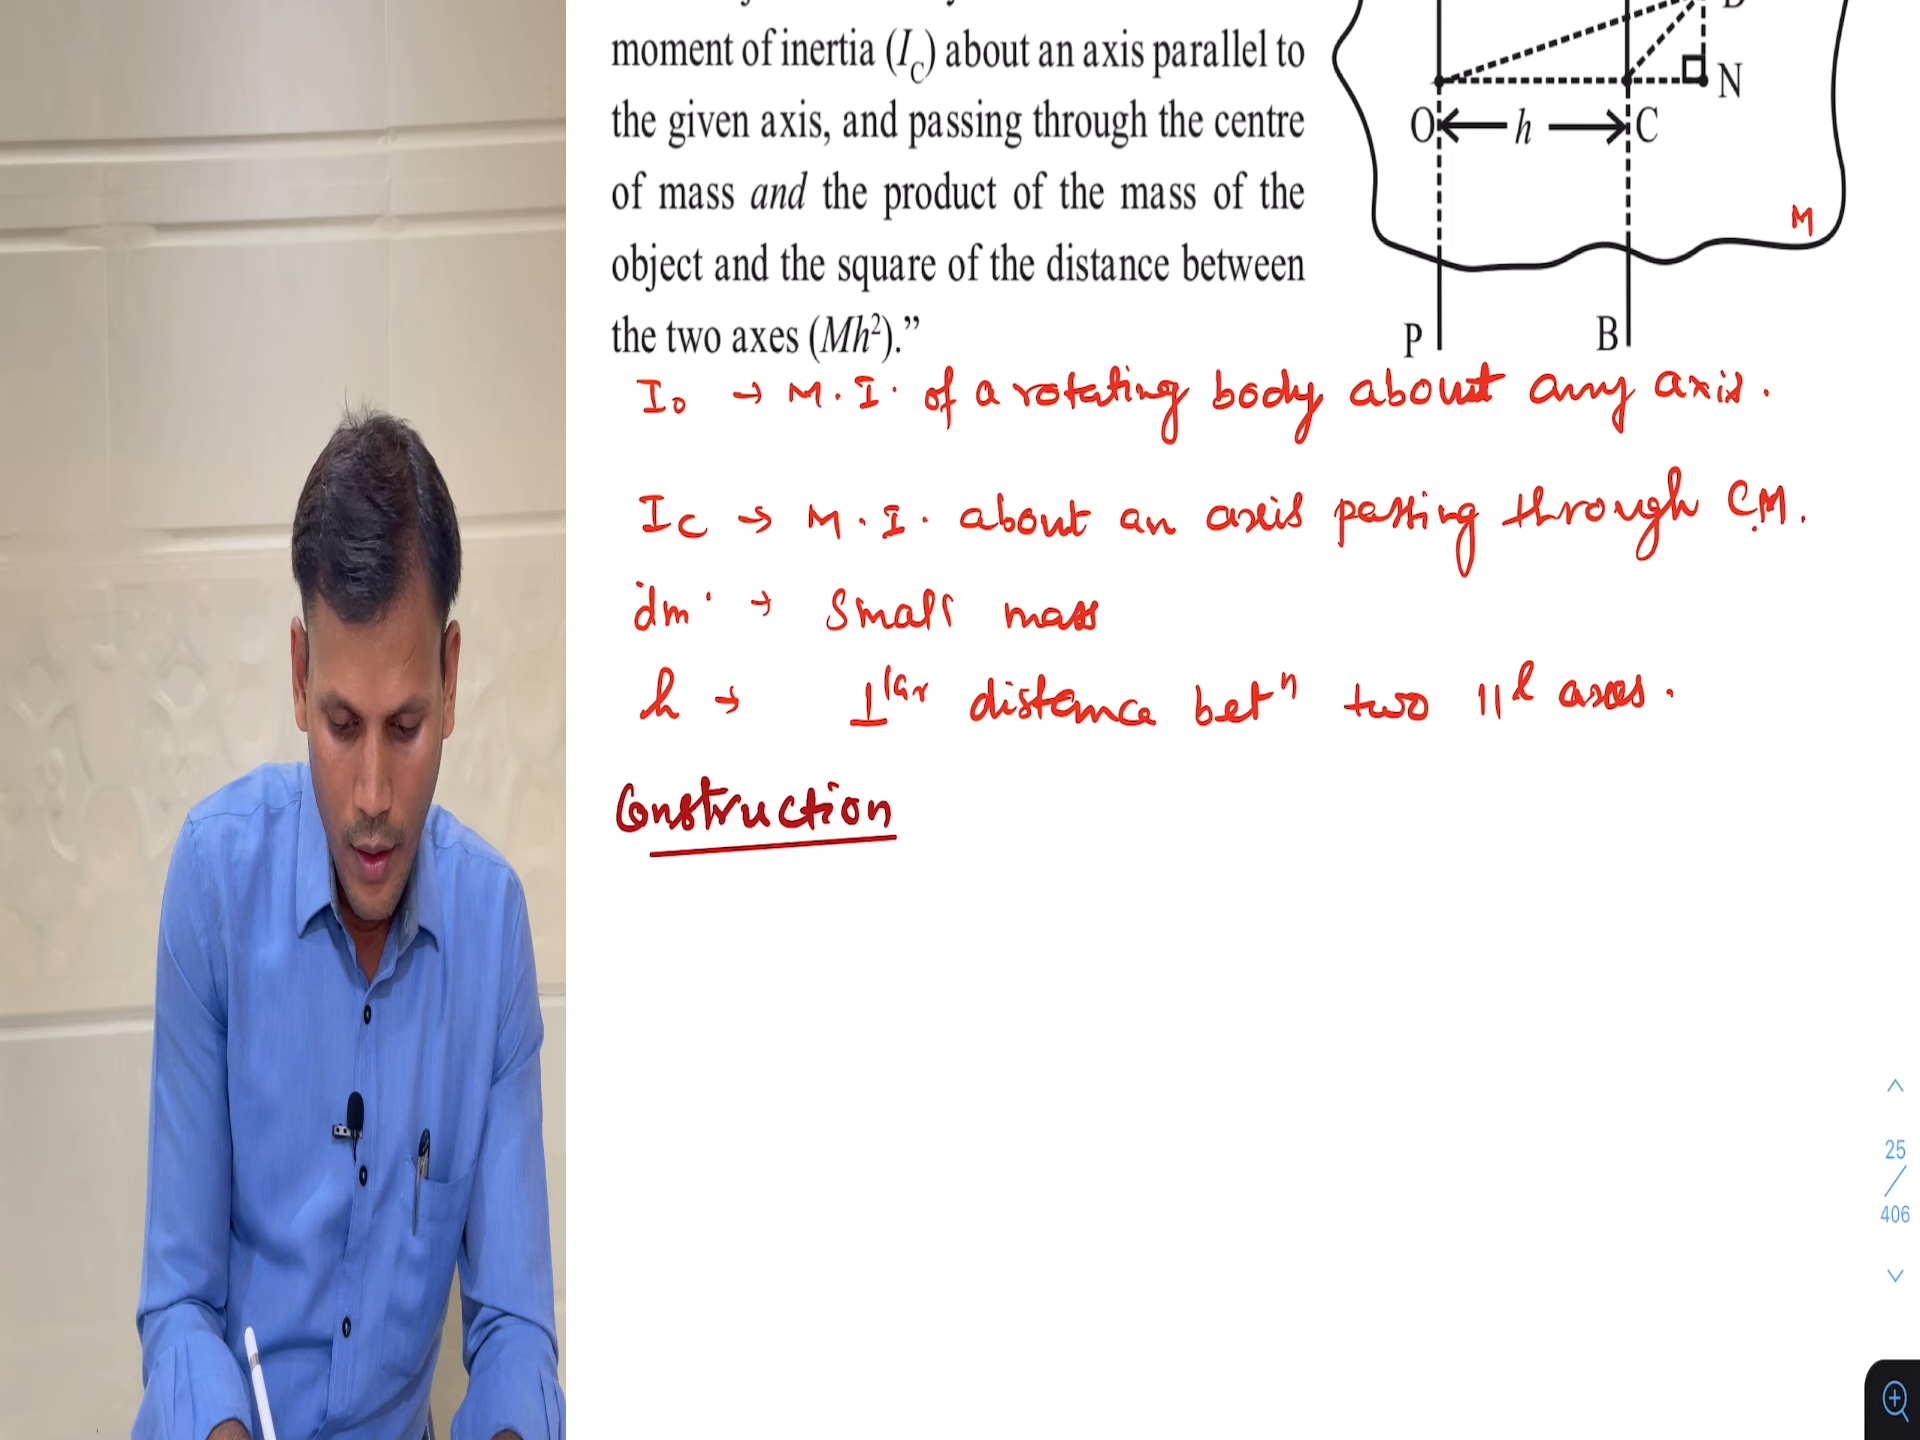 moment of inertia (I_C) about an axis parallel to
the given axis, and passing through the centre
of mass and the product of the mass of the
object and the square of the distance between
the two axes (Mh²).”
N
O h C
M
P B
I₀ → M.I. of a rotating body about any axis.
I_C → M.I. about an axis passing through C.M.
'dm' → Small mass
h → ⊥lar distance betⁿ two ||l axes.
Construction
25
/
406